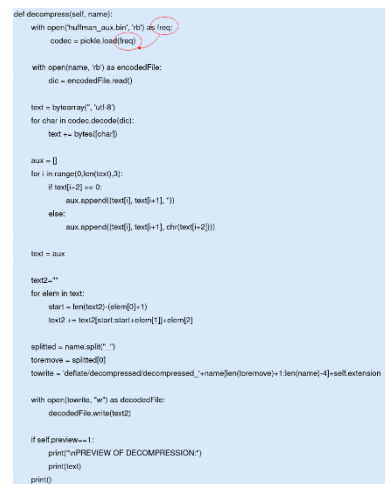 def decompress(self, name):
with open('huffman_aux.bin', 'rb') as freq:
codec = pickle.load(freq)
with open(name, 'rb') as encodedFile:
dic = encodedFile.read()
text = bytearray('', 'utf-8')
for char in codec.decode(dic):
text += bytes([char])
aux = []
for i in range(0,len(text),3):
if text[i+2] == 0:
aux.append((text[i], text[i+1], ''))
else:
aux.append((text[i], text[i+1], chr(text[i+2])))
text = aux
text2=""
for elem in text:
start = len(text2)-(elem[0]+1)
text2 += text2[start:start+elem[1]]+elem[2]
splitted = name.split("_")
toremove = splitted[0]
towrite = 'deflate/decompressed/decompressed_'+name[len(toremove)+1:len(name)-4]+self.extension
with open(towrite, "w") as decodedFile:
decodedFile.write(text2)
if self.preview==1:
print("\nPREVIEW OF DECOMPRESSION:")
print(text)
print()